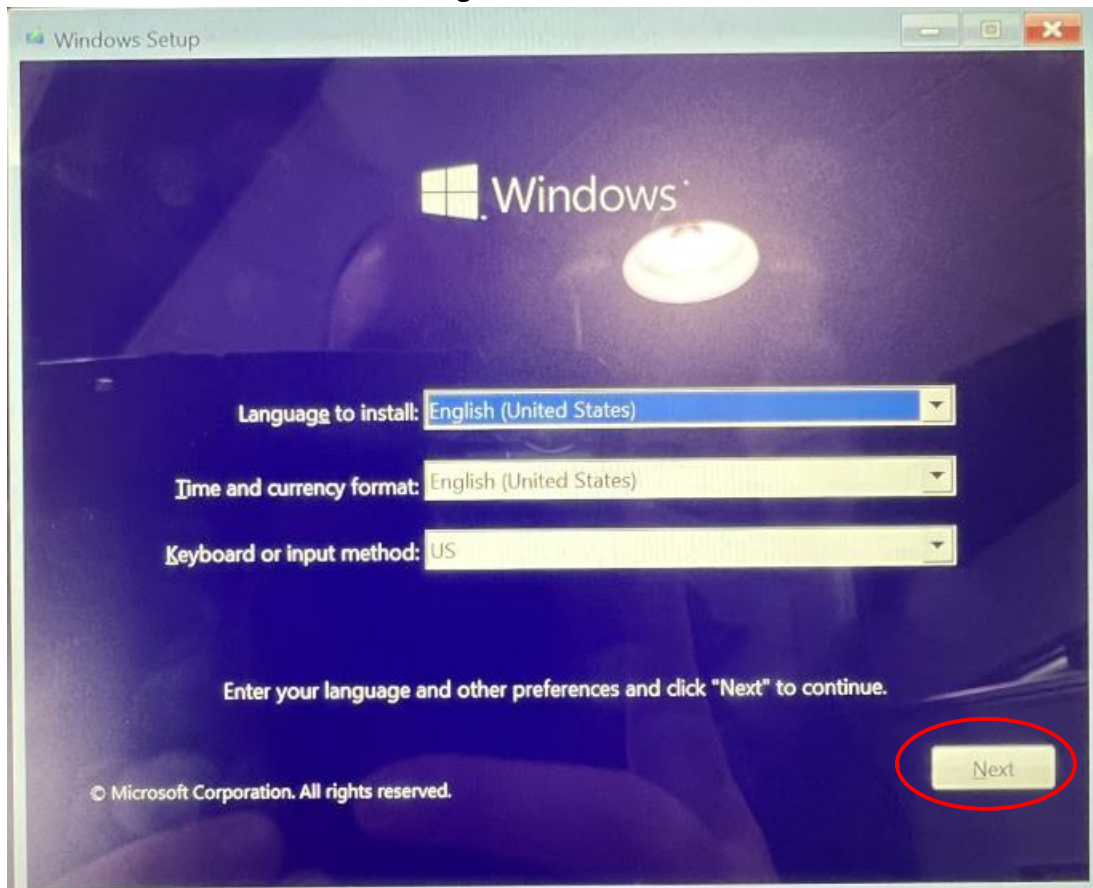 Windows Setup
Windows
Language to install: English (United States)
Time and currency format: English (United States)
Keyboard or input method: US
Enter your language and other preferences and click "Next" to continue.
Next
© Microsoft Corporation. All rights reserved.